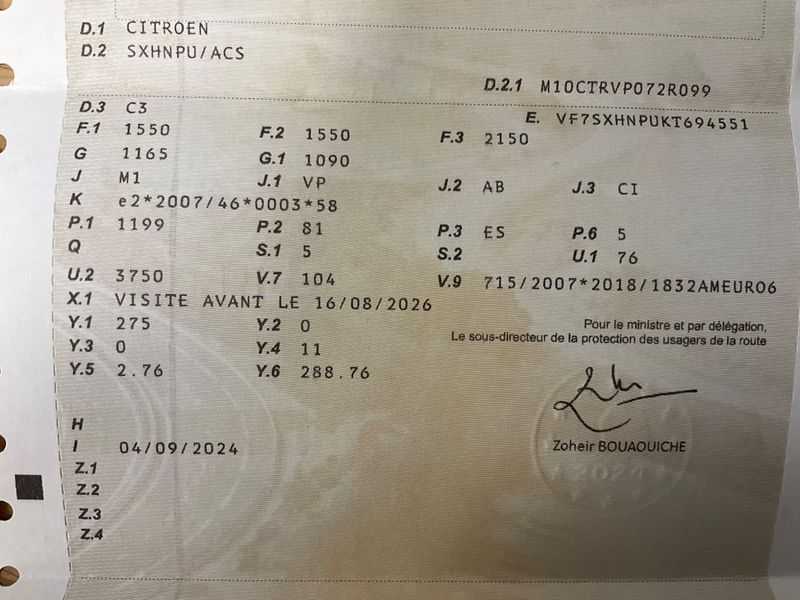 D.1 CITROEN
D.2 SXHNPU/ACS
D.2.1 M10CTRVP072R099
D.3 C3
E. VF7SXHNPUKT694551
F.1 1550 F.2 1550 F.3 2150
G 1165 G.1 1090
J M1 J.1 VP J.2 AB J.3 CI
K e2*2007/46*0003*58
P.1 1199 P.2 81 P.3 ES P.6 5
Q S.1 5 S.2 U.1 76
U.2 3750 V.7 104 V.9 715/2007*2018/1832AMEURO6
X.1 VISITE AVANT LE 16/08/2026
Y.1 275 Y.2 0
Y.3 0 Y.4 11
Y.5 2.76 Y.6 288.76
Pour le ministre et par délégation,
Le sous-directeur de la protection des usagers de la route
Zoheir BOUAOUICHE
H
I 04/09/2024
Z.1
Z.2
Z.3
Z.4
2024